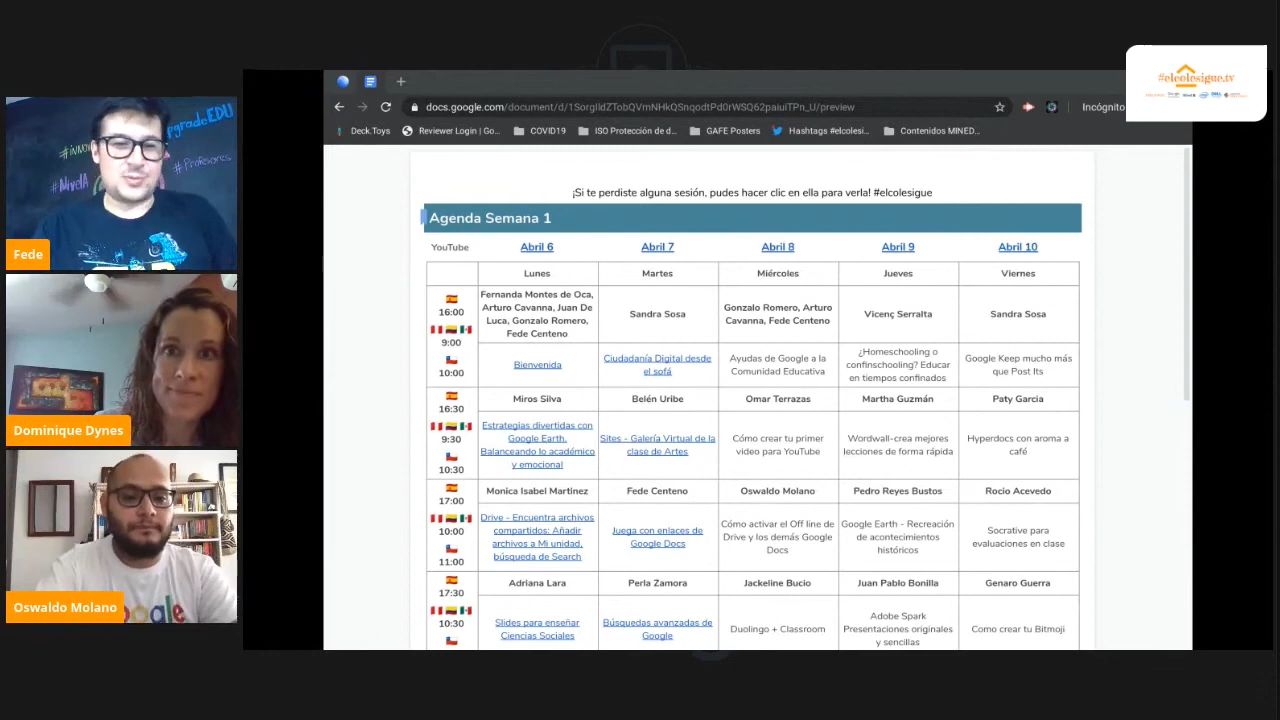 #elcolesigue.tv
docs.google.com/document/d/1SorgIldZTobQVmNHkQSnqodtPd0rWSQ62paiuiTPn_U/preview
Incógnito
Deck.Toys
Reviewer Login | Go...
COVID19
ISO Protección de d...
GAFE Posters
Hashtags #elcolesi...
Contenidos MINED...
pgradeEDU
#Profesores
#NivelA
Fede
Dominique Dynes
Oswaldo Molano
¡Si te perdiste alguna sesión, pudes hacer clic en ella para verla! #elcolesigue
Agenda Semana 1
YouTube
Abril 6
Abril 7
Abril 8
Abril 9
Abril 10
Lunes
Martes
Miércoles
Jueves
Viernes
16:00
9:00
10:00
Fernanda Montes de Oca,
Arturo Cavanna, Juan De
Luca, Gonzalo Romero,
Fede Centeno
Sandra Sosa
Gonzalo Romero, Arturo
Cavanna, Fede Centeno
Vicenç Serralta
Sandra Sosa
Bienvenida
Ciudadanía Digital desde
el sofá
Ayudas de Google a la
Comunidad Educativa
¿Homeschooling o
confinschooling? Educar
en tiempos confinados
Google Keep mucho más
que Post Its
16:30
9:30
10:30
Miros Silva
Belén Uribe
Omar Terrazas
Martha Guzmán
Paty Garcia
Estrategias divertidas con
Google Earth.
Balanceando lo académico
y emocional
Sites - Galería Virtual de la
clase de Artes
Cómo crear tu primer
video para YouTube
Wordwall-crea mejores
lecciones de forma rápida
Hyperdocs con aroma a
café
17:00
10:00
11:00
Monica Isabel Martinez
Fede Centeno
Oswaldo Molano
Pedro Reyes Bustos
Rocio Acevedo
Drive - Encuentra archivos
compartidos: Añadir
archivos a Mi unidad,
búsqueda de Search
Juega con enlaces de
Google Docs
Cómo activar el Off line de
Drive y los demás Google
Docs
Google Earth - Recreación
de acontecimientos
históricos
Socrative para
evaluaciones en clase
17:30
10:30
Adriana Lara
Perla Zamora
Jackeline Bucio
Juan Pablo Bonilla
Genaro Guerra
Slides para enseñar
Ciencias Sociales
Búsquedas avanzadas de
Google
Duolingo + Classroom
Adobe Spark
Presentaciones originales
y sencillas
Como crear tu Bitmoji